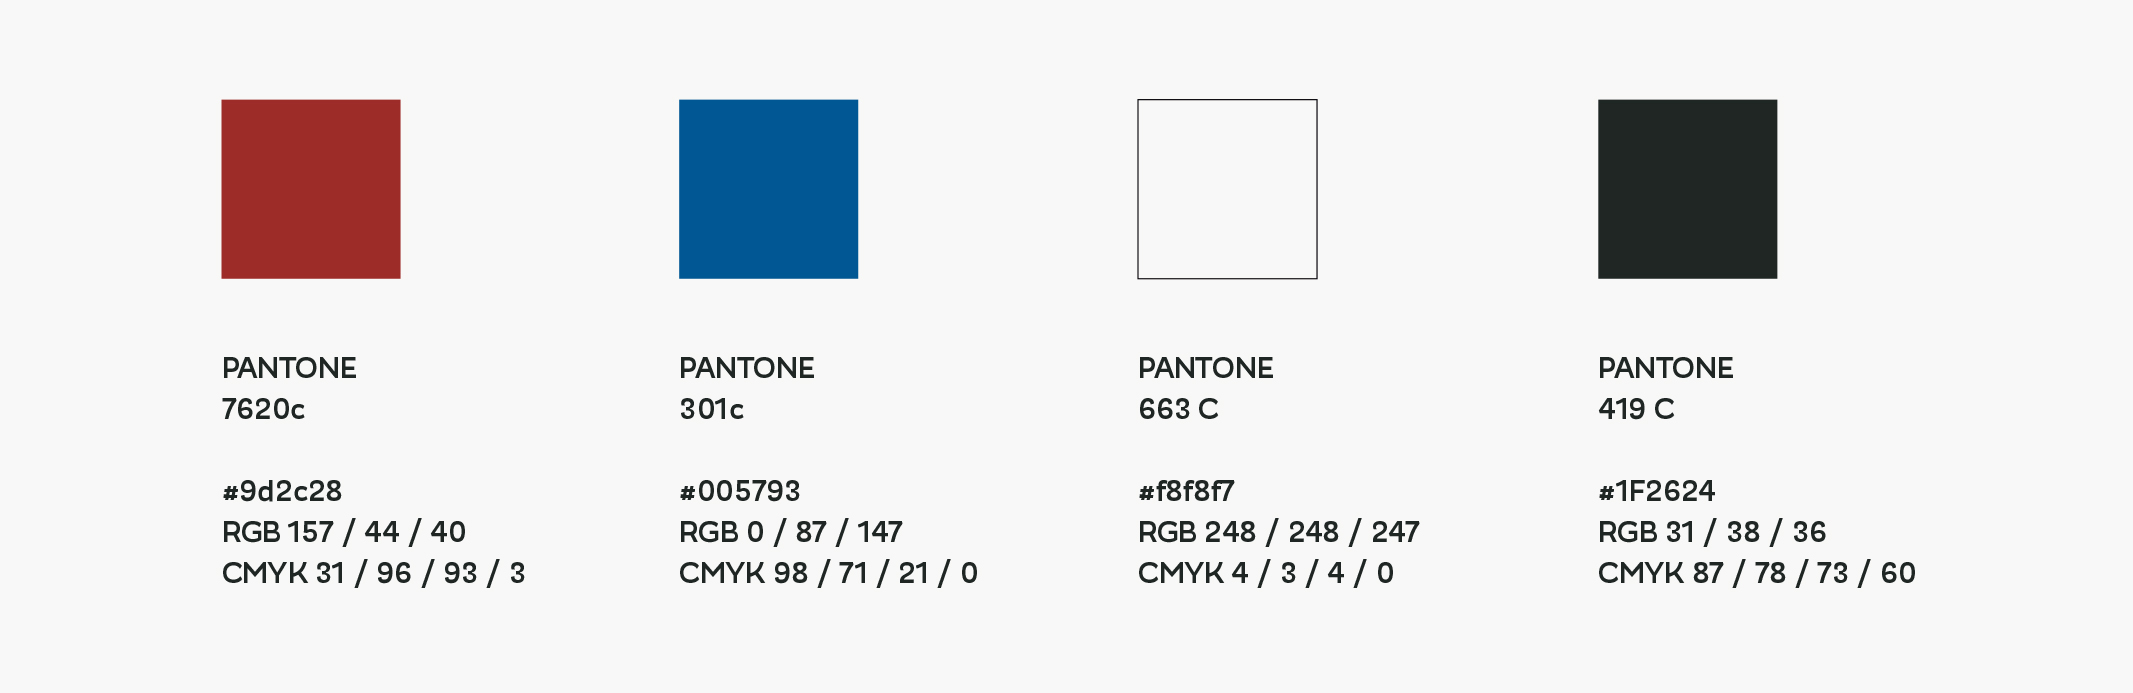 PANTONE
7620c
#9d2c28
RGB 157 / 44 / 40
CMYK 31 / 96 / 93 / 3
PANTONE
301c
#005793
RGB 0 / 87 / 147
CMYK 98 / 71 / 21 / 0
PANTONE
663 C
#f8f8f7
RGB 248 / 248 / 247
CMYK 4 / 3 / 4 / 0
PANTONE
419 C
#1F2624
RGB 31 / 38 / 36
CMYK 87 / 78 / 73 / 60